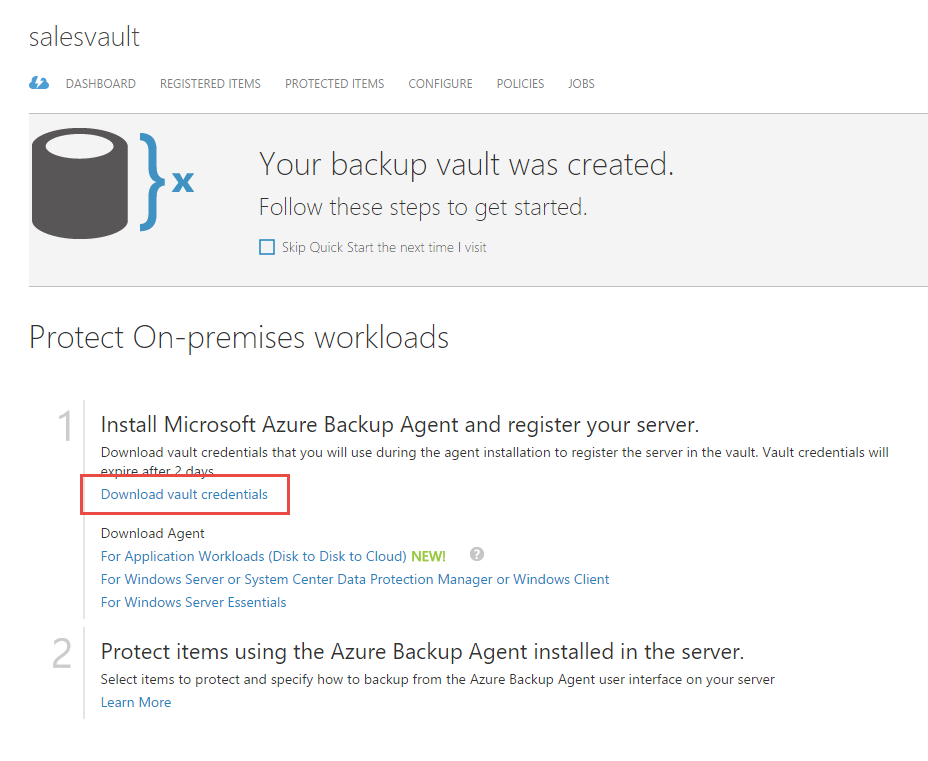 salesvault
DASHBOARD REGISTERED ITEMS PROTECTED ITEMS CONFIGURE POLICIES JOBS
} x
Your backup vault was created.
Follow these steps to get started.
Skip Quick Start the next time I visit
Protect On-premises workloads
1
Install Microsoft Azure Backup Agent and register your server.
Download vault credentials that you will use during the agent installation to register the server in the vault. Vault credentials will
expire after 2 days.
Download vault credentials
Download Agent
For Application Workloads (Disk to Disk to Cloud) NEW! ?
For Windows Server or System Center Data Protection Manager or Windows Client
For Windows Server Essentials
2
Protect items using the Azure Backup Agent installed in the server.
Select items to protect and specify how to backup from the Azure Backup Agent user interface on your server
Learn More